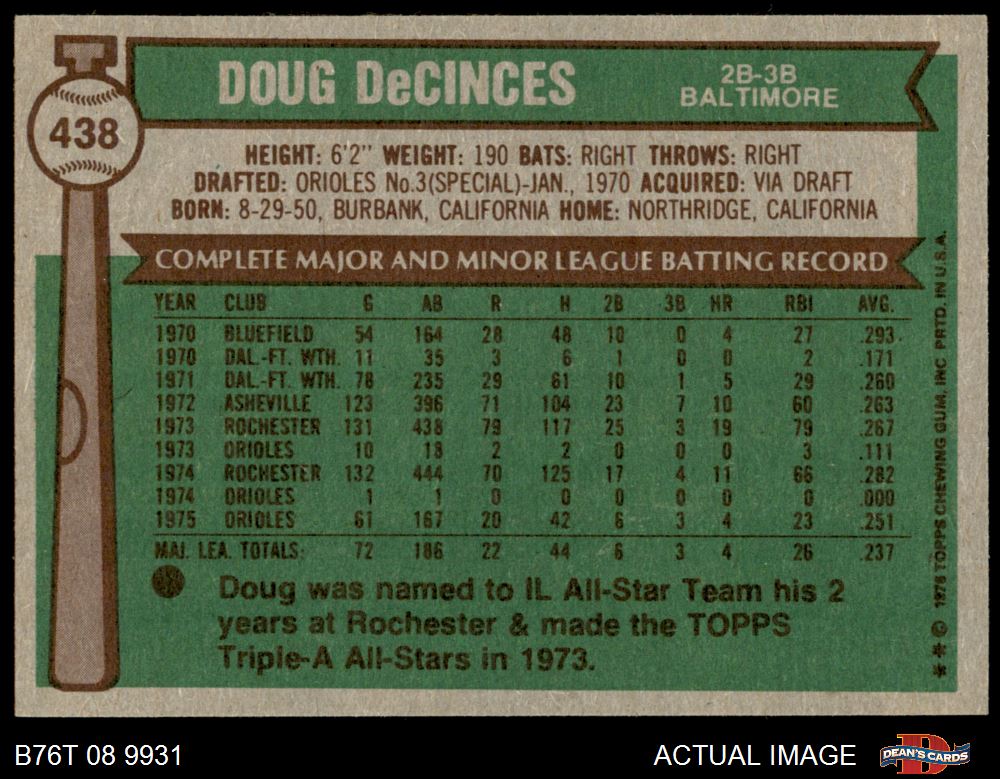 438
DOUG DeCINCES
2B-3B
BALTIMORE
HEIGHT: 6'2" WEIGHT: 190 BATS: RIGHT THROWS: RIGHT
DRAFTED: ORIOLES No.3(SPECIAL)-JAN., 1970 ACQUIRED: VIA DRAFT
BORN: 8-29-50, BURBANK, CALIFORNIA HOME: NORTHRIDGE, CALIFORNIA
COMPLETE MAJOR AND MINOR LEAGUE BATTING RECORD
YEAR CLUB G AB R H 2B 3B HR RBI AVG.
1970 BLUEFIELD 54 164 28 48 10 0 4 27 .293
1970 DAL.-FT. WTH. 11 35 3 6 1 0 0 2 .171
1971 DAL.-FT. WTH. 78 235 29 61 10 1 5 29 .260
1972 ASHEVILLE 123 396 71 104 23 7 10 60 .263
1973 ROCHESTER 131 438 79 117 25 3 19 79 .267
1973 ORIOLES 10 18 2 2 0 0 0 3 .111
1974 ROCHESTER 132 444 70 125 17 4 11 66 .282
1974 ORIOLES 1 1 0 0 0 0 0 0 .000
1975 ORIOLES 61 167 20 42 6 3 4 23 .251
MAJ. LEA. TOTALS: 72 186 22 44 6 3 4 26 .237
Doug was named to IL All-Star Team his 2
years at Rochester & made the TOPPS
Triple-A All-Stars in 1973.
** © 1976 TOPPS CHEWING GUM, INC PRTD. IN U.S.A.
B76T 08 9931
ACTUAL IMAGE
DEAN'S CARDS